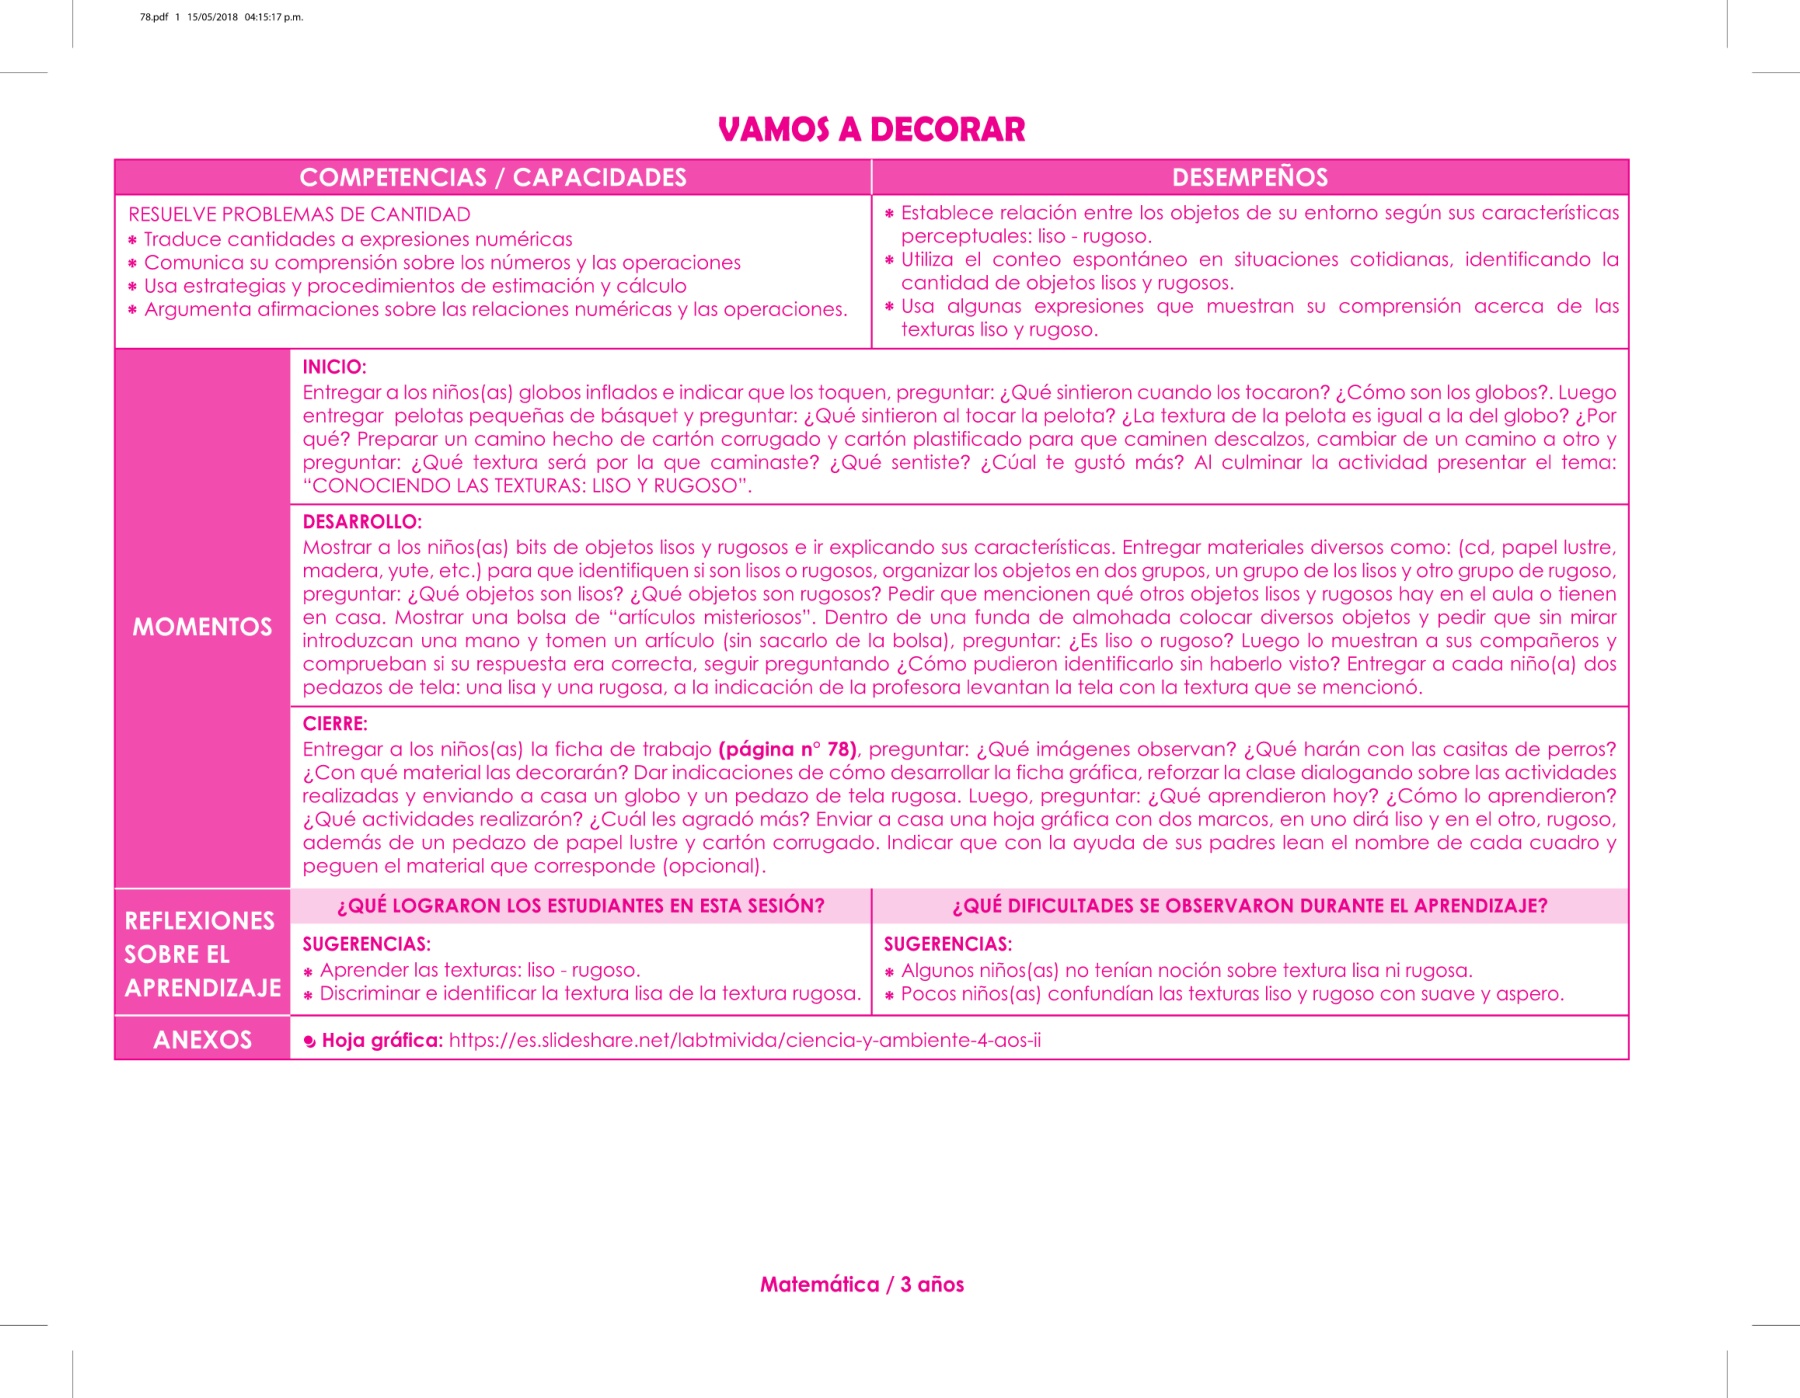 78.pdf 1 15/05/2018 04:15:17 p.m.
VAMOS A DECORAR
COMPETENCIAS / CAPACIDADES
DESEMPEÑOS
RESUELVE PROBLEMAS DE CANTIDAD
* Traduce cantidades a expresiones numéricas
* Comunica su comprensión sobre los números y las operaciones
* Usa estrategias y procedimientos de estimación y cálculo
* Argumenta afirmaciones sobre las relaciones numéricas y las operaciones.
* Establece relación entre los objetos de su entorno según sus características
perceptuales: liso - rugoso.
* Utiliza el conteo espontáneo en situaciones cotidianas, identificando la
cantidad de objetos lisos y rugosos.
* Usa algunas expresiones que muestran su comprensión acerca de las
texturas liso y rugoso.
MOMENTOS
INICIO:
Entregar a los niños(as) globos inflados e indicar que los toquen, preguntar: ¿Qué sintieron cuando los tocaron? ¿Cómo son los globos?. Luego
entregar pelotas pequeñas de básquet y preguntar: ¿Qué sintieron al tocar la pelota? ¿La textura de la pelota es igual a la del globo? ¿Por
qué? Preparar un camino hecho de cartón corrugado y cartón plastificado para que caminen descalzos, cambiar de un camino a otro y
preguntar: ¿Qué textura será por la que caminaste? ¿Qué sentiste? ¿Cúal te gustó más? Al culminar la actividad presentar el tema:
“CONOCIENDO LAS TEXTURAS: LISO Y RUGOSO”.
DESARROLLO:
Mostrar a los niños(as) bits de objetos lisos y rugosos e ir explicando sus características. Entregar materiales diversos como: (cd, papel lustre,
madera, yute, etc.) para que identifiquen si son lisos o rugosos, organizar los objetos en dos grupos, un grupo de los lisos y otro grupo de rugoso,
preguntar: ¿Qué objetos son lisos? ¿Qué objetos son rugosos? Pedir que mencionen qué otros objetos lisos y rugosos hay en el aula o tienen
en casa. Mostrar una bolsa de “artículos misteriosos”. Dentro de una funda de almohada colocar diversos objetos y pedir que sin mirar
introduzcan una mano y tomen un artículo (sin sacarlo de la bolsa), preguntar: ¿Es liso o rugoso? Luego lo muestran a sus compañeros y
comprueban si su respuesta era correcta, seguir preguntando ¿Cómo pudieron identificarlo sin haberlo visto? Entregar a cada niño(a) dos
pedazos de tela: una lisa y una rugosa, a la indicación de la profesora levantan la tela con la textura que se mencionó.
CIERRE:
Entregar a los niños(as) la ficha de trabajo (página n° 78), preguntar: ¿Qué imágenes observan? ¿Qué harán con las casitas de perros?
¿Con qué material las decorarán? Dar indicaciones de cómo desarrollar la ficha gráfica, reforzar la clase dialogando sobre las actividades
realizadas y enviando a casa un globo y un pedazo de tela rugosa. Luego, preguntar: ¿Qué aprendieron hoy? ¿Cómo lo aprendieron?
¿Qué actividades realizarón? ¿Cuál les agradó más? Enviar a casa una hoja gráfica con dos marcos, en uno dirá liso y en el otro, rugoso,
además de un pedazo de papel lustre y cartón corrugado. Indicar que con la ayuda de sus padres lean el nombre de cada cuadro y
peguen el material que corresponde (opcional).
REFLEXIONES
SOBRE EL
APRENDIZAJE
¿QUÉ LOGRARON LOS ESTUDIANTES EN ESTA SESIÓN?
SUGERENCIAS:
* Aprender las texturas: liso - rugoso.
* Discriminar e identificar la textura lisa de la textura rugosa.
¿QUÉ DIFICULTADES SE OBSERVARON DURANTE EL APRENDIZAJE?
SUGERENCIAS:
* Algunos niños(as) no tenían noción sobre textura lisa ni rugosa.
* Pocos niños(as) confundían las texturas liso y rugoso con suave y aspero.
ANEXOS
Hoja gráfica: https://es.slideshare.net/labtmivida/ciencia-y-ambiente-4-aos-ii
Matemática / 3 años